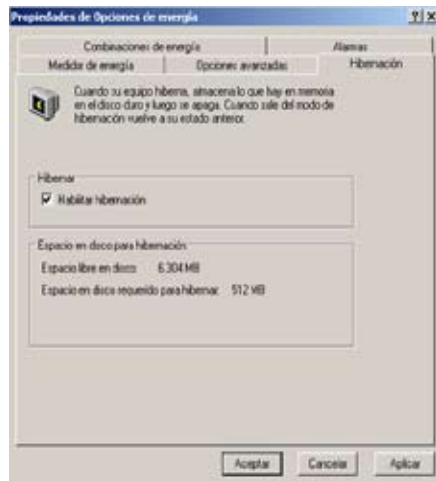 Propiedades de Opciones de energía
Combinaciones de energía
Alarmas
Medidor de energía
Opciones avanzadas
Hibernación
Cuando su equipo hiberna, almacena lo que hay en memoria
en el disco duro y luego se apaga. Cuando sale del modo de
hibernación vuelve a su estado anterior.
Hibernar
Habilitar hibernación
Espacio en disco para hibernación
Espacio libre en disco: 6.304 MB
Espacio en disco requerido para hibernar: 512 MB
Aceptar
Cancelar
Aplicar